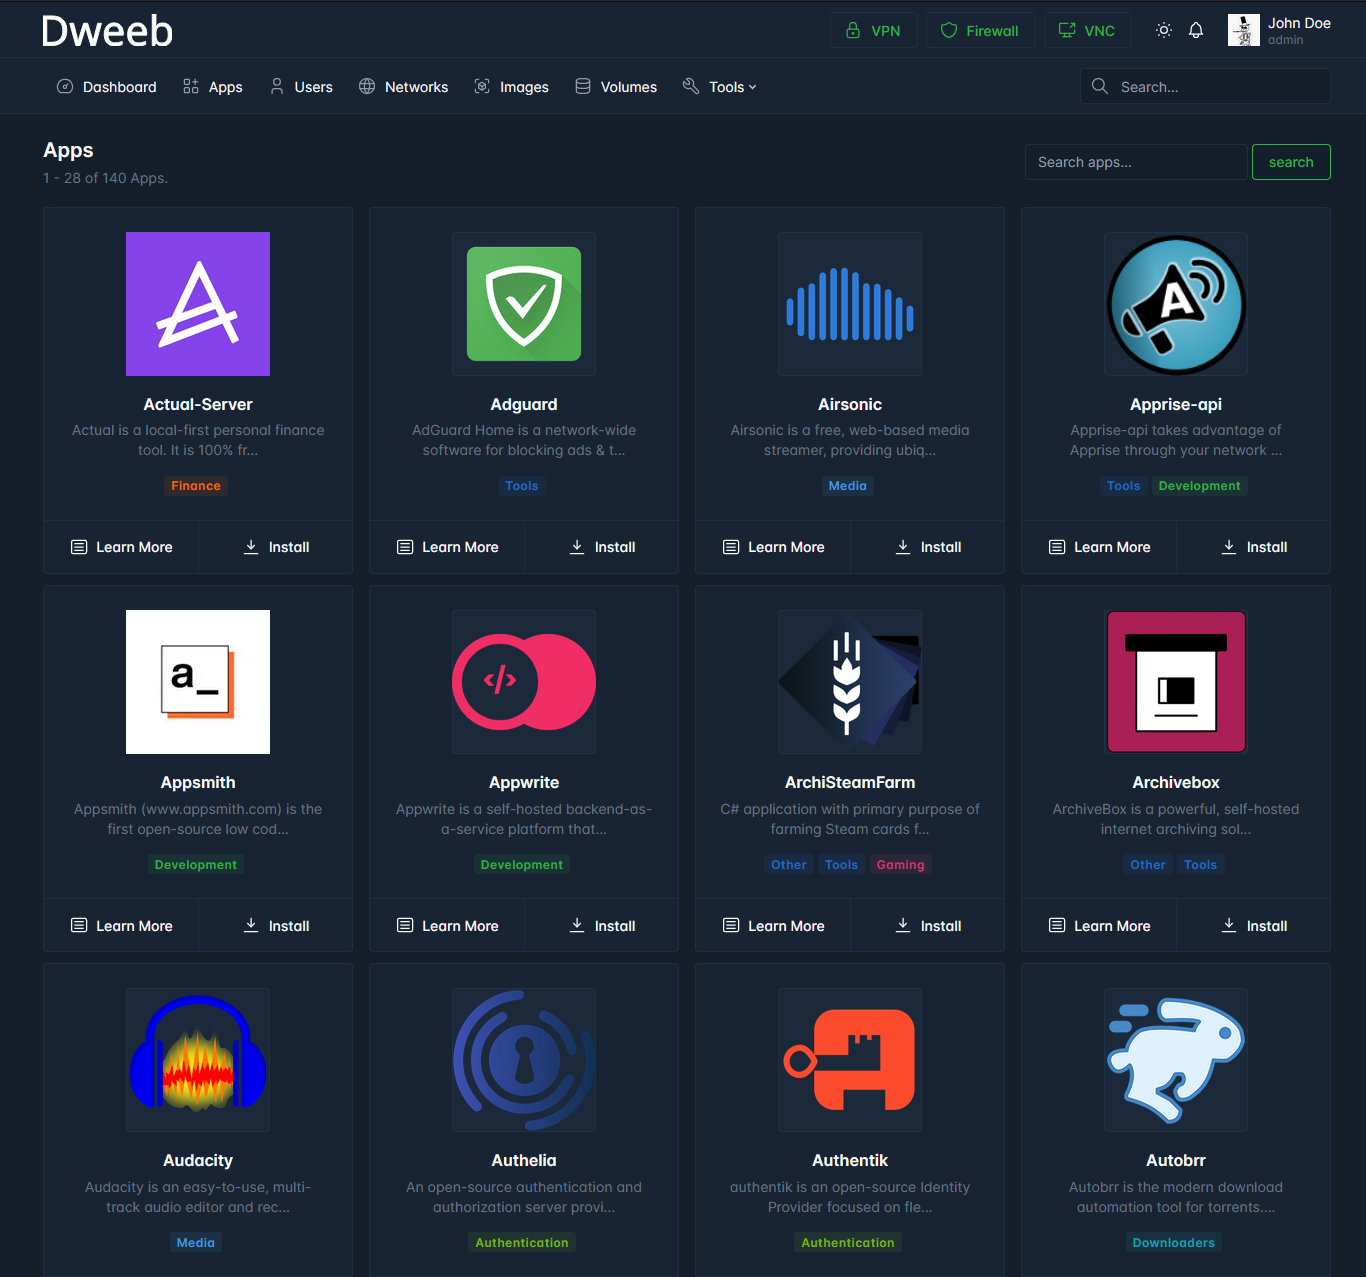 Dweeb
VPN
Firewall
VNC
John Doe
admin
Dashboard
Apps
Users
Networks
Images
Volumes
Tools
Search...
Apps
1 - 28 of 140 Apps.
Search apps...
search
A
Actual-Server
Actual is a local-first personal finance
tool. It is 100% fr...
Finance
Learn More
Install
Adguard
AdGuard Home is a network-wide
software for blocking ads & t...
Tools
Learn More
Install
Airsonic
Airsonic is a free, web-based media
streamer, providing ubiq...
Media
Learn More
Install
A
Apprise-api
Apprise-api takes advantage of
Apprise through your network ...
Tools Development
Learn More
Install
a_
Appsmith
Appsmith (www.appsmith.com) is the
first open-source low cod...
Development
Learn More
Install
</>
Appwrite
Appwrite is a self-hosted backend-as-
a-service platform that...
Development
Learn More
Install
ArchiSteamFarm
C# application with primary purpose of
farming Steam cards f...
Other Tools Gaming
Learn More
Install
Archivebox
ArchiveBox is a powerful, self-hosted
internet archiving sol...
Other Tools
Learn More
Install
Audacity
Audacity is an easy-to-use, multi-
track audio editor and rec...
Media
Authelia
An open-source authentication and
authorization server provi...
Authentication
Authentik
authentik is an open-source Identity
Provider focused on fle...
Authentication
Autobrr
Autobrr is the modern download
automation tool for torrents....
Downloaders